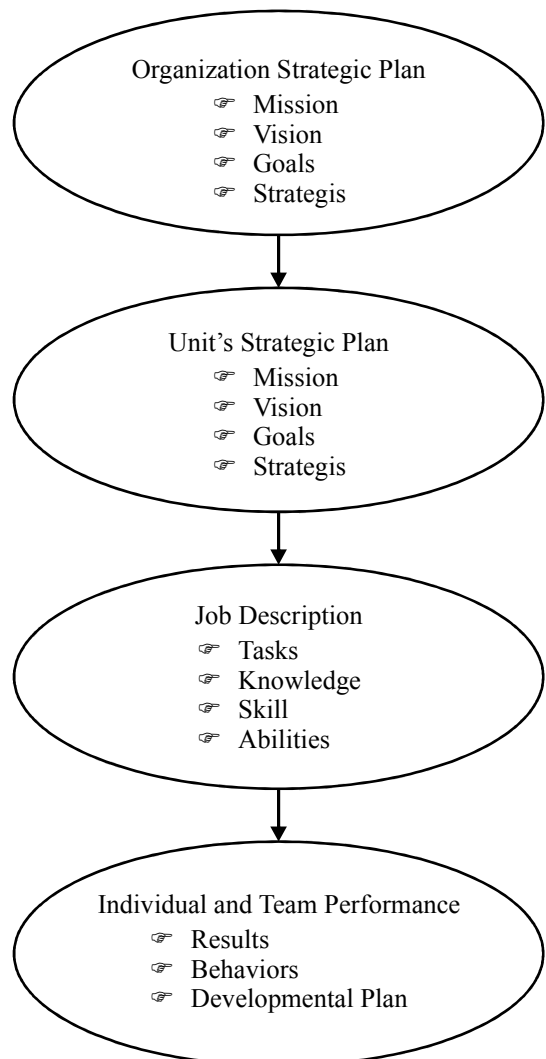 Organization Strategic Plan
☞ Mission
☞ Vision
☞ Goals
☞ Strategis
Unit’s Strategic Plan
☞ Mission
☞ Vision
☞ Goals
☞ Strategis
Job Description
☞ Tasks
☞ Knowledge
☞ Skill
☞ Abilities
Individual and Team Performance
☞ Results
☞ Behaviors
☞ Developmental Plan